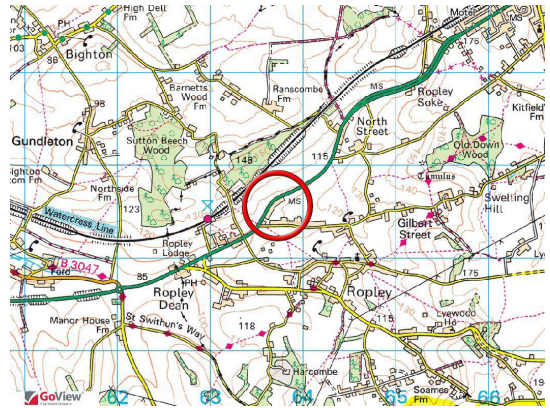 High Dell
Fm
PH
103
86
Bighton
Motel
MS
176
Barnetts
Wood
Fm
Ranscombe
Fm
MS
Ropley
Soke
98
North
Street
Kitfield
Gundleton
Sutton Beech
Wood
148
115
Old Down
Wood
Tumulus
Northside
Fm
123
MS
Swelling
Hill
Watercress Line
Gilbert
Street
Ropley
Lodge
B 3047
Ford
85
175
PH
Ropley
Dean
Ropley
Manor House
Fm
St Swithun's Way
118
115
Lyewood
Ho
Harcombe
Soames
Fm
GoView
62
63
64
65
66